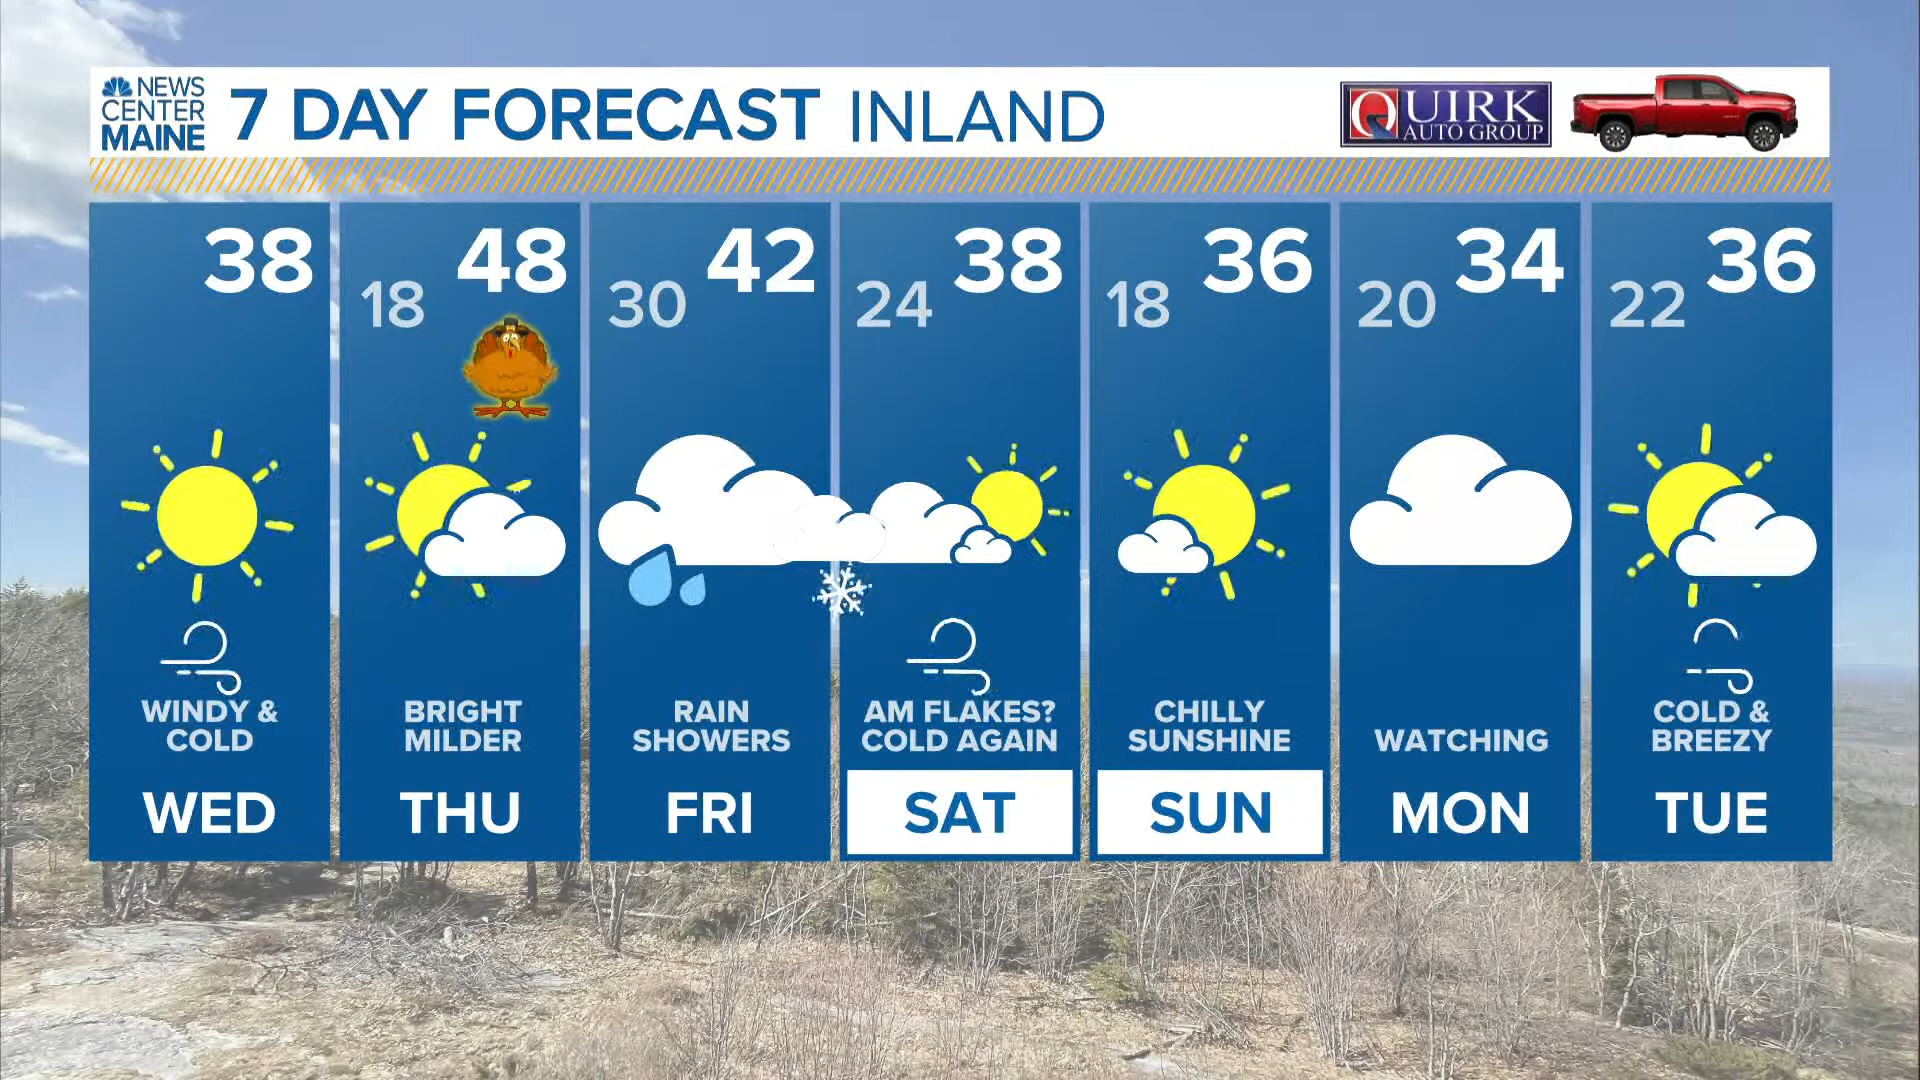 NEWS
CENTER
MAINE
7 DAY FORECAST INLAND
QUIRK
AUTO GROUP
38
WINDY &
COLD
WED
18
48
BRIGHT
MILDER
THU
30
42
RAIN
SHOWERS
FRI
24
38
AM FLAKES?
COLD AGAIN
SAT
18
36
CHILLY
SUNSHINE
SUN
20
34
WATCHING
MON
22
36
COLD &
BREEZY
TUE